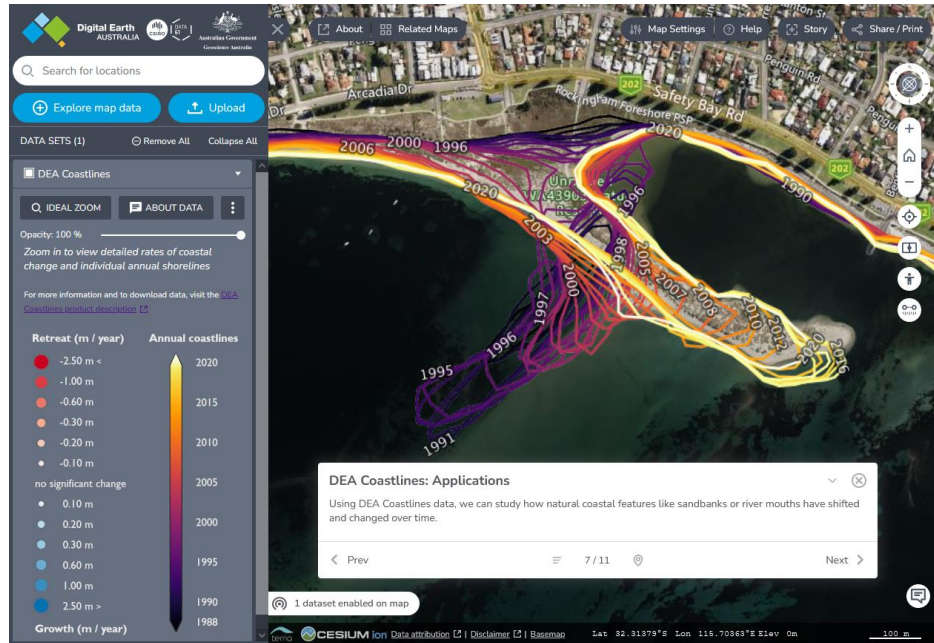 Digital Earth
AUSTRALIA
CSIRO
DATA
61
Australian Government
Geoscience Australia
About
Related Maps
Map Settings
Help
Story
Share / Print
Search for locations
Explore map data
Upload
DATA SETS (1)
Remove All
Collapse All
DEA Coastlines
IDEAL ZOOM
ABOUT DATA
Opacity: 100 %
Zoom in to view detailed rates of coastal
change and individual annual shorelines
For more information and to download data, visit the DEA
Coastlines product description
Retreat (m / year)
Annual coastlines
-2.50 m <
-1.00 m
-0.60 m
-0.30 m
-0.20 m
-0.10 m
no significant change
0.10 m
0.20 m
0.30 m
0.60 m
1.00 m
2.50 m >
Growth (m / year)
2020
2015
2010
2005
2000
1995
1990
1988
Arcadia Dr
Rockingham Foreshore PSP
Safety Bay Rd
Penguin Rd
202
202
2006
2000
1996
2020
1990
2020
1996
2003
1998
2005
2000
2007
2008
1997
2010
2012
2020
2016
1996
1995
1991
DEA Coastlines: Applications
Using DEA Coastlines data, we can study how natural coastal features like sandbanks or river mouths have shifted
and changed over time.
Prev
7 / 11
Next
1 dataset enabled on map
terria
CESIUM ion
Data attribution
| Disclaimer
| Basemap
Lat 32.31379°S Lon 115.70363°E Elev 0m
100 m